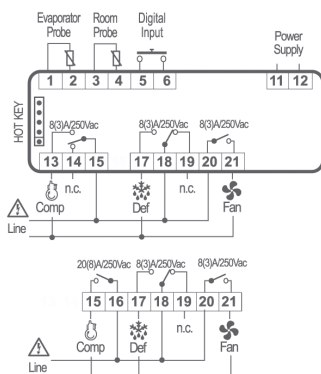 Evaporator Probe
Room Probe
Digital Input
Power Supply
1 2 3 4 5 6 11 12
HOT KEY
8(3)A/250Vac 8(3)A/250Vac 8(3)A/250Vac
13 14 15 17 18 19 20 21
Comp n.c. Def n.c. Fan
Line
20(8)A/250Vac 8(3)A/250Vac 8(3)A/250Vac
15 16 17 18 19 20 21
Comp Def n.c. Fan
Line